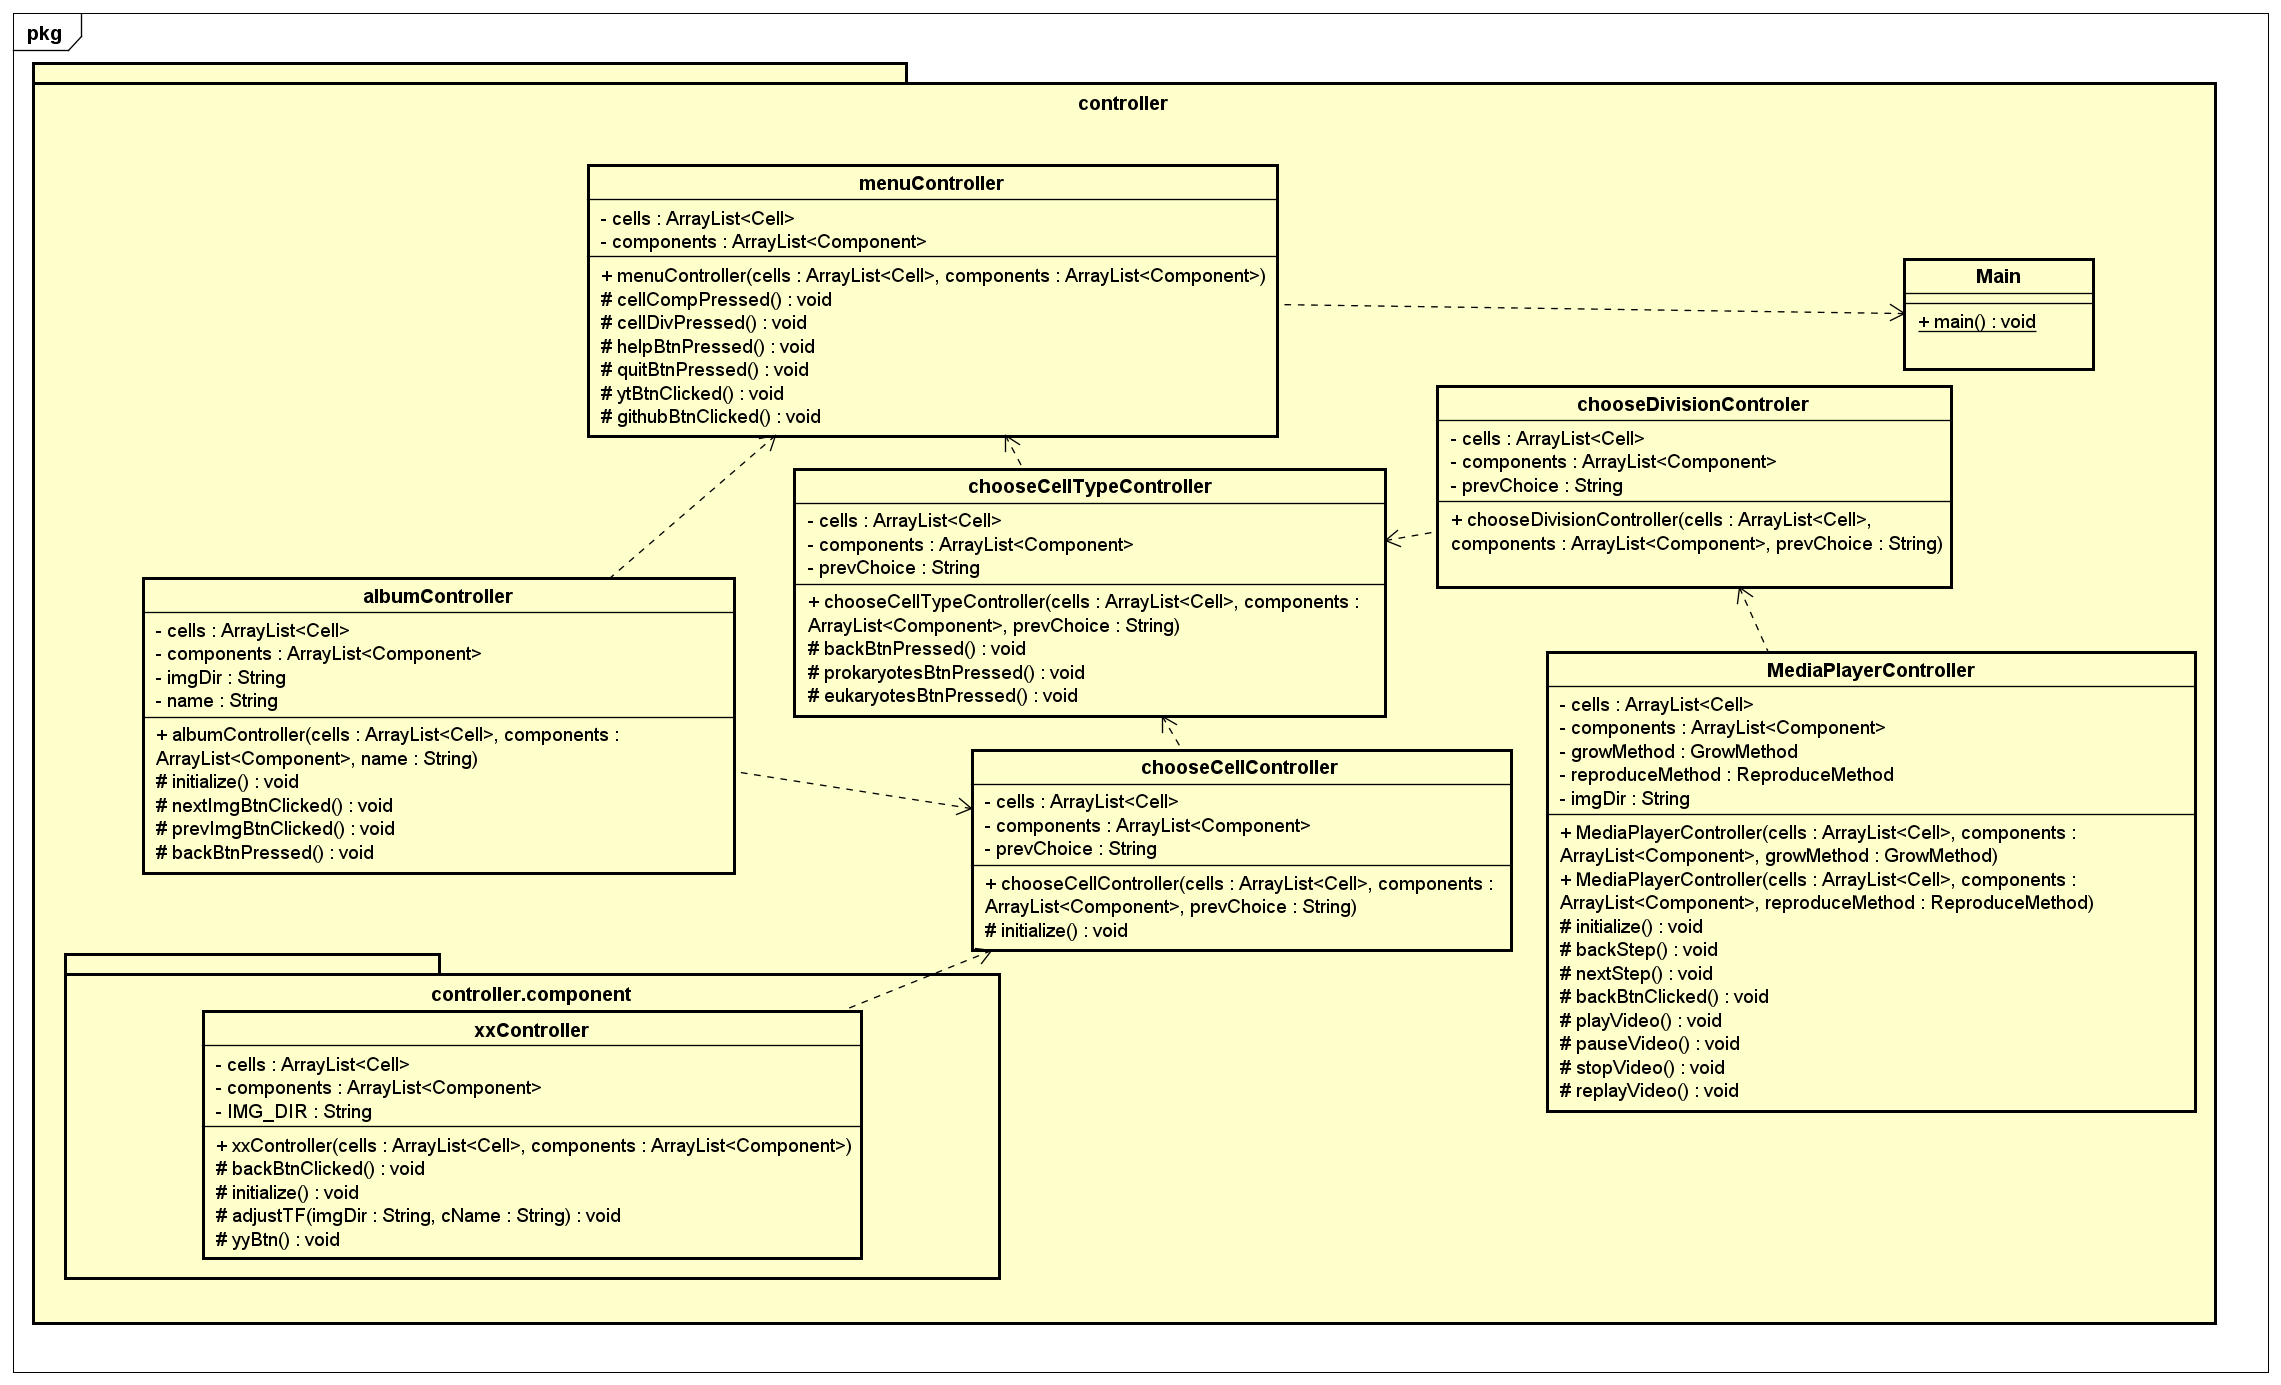 pkg
controller
menuController
- cells : ArrayList<Cell>
- components : ArrayList<Component>
+ menuController(cells : ArrayList<Cell>, components : ArrayList<Component>)
# cellCompPressed() : void
# cellDivPressed() : void
# helpBtnPressed() : void
# quitBtnPressed() : void
# ytBtnClicked() : void
# githubBtnClicked() : void
Main
+ main() : void
chooseDivisionControler
- cells : ArrayList<Cell>
- components : ArrayList<Component>
- prevChoice : String
+ chooseDivisionController(cells : ArrayList<Cell>,
components : ArrayList<Component>, prevChoice : String)
chooseCellTypeController
- cells : ArrayList<Cell>
- components : ArrayList<Component>
- prevChoice : String
+ chooseCellTypeController(cells : ArrayList<Cell>, components :
ArrayList<Component>, prevChoice : String)
# backBtnPressed() : void
# prokaryotesBtnPressed() : void
# eukaryotesBtnPressed() : void
albumController
- cells : ArrayList<Cell>
- components : ArrayList<Component>
- imgDir : String
- name : String
+ albumController(cells : ArrayList<Cell>, components :
ArrayList<Component>, name : String)
# initialize() : void
# nextImgBtnClicked() : void
# prevImgBtnClicked() : void
# backBtnPressed() : void
MediaPlayerController
- cells : ArrayList<Cell>
- components : ArrayList<Component>
- growMethod : GrowMethod
- reproduceMethod : ReproduceMethod
- imgDir : String
+ MediaPlayerController(cells : ArrayList<Cell>, components :
ArrayList<Component>, growMethod : GrowMethod)
+ MediaPlayerController(cells : ArrayList<Cell>, components :
ArrayList<Component>, reproduceMethod : ReproduceMethod)
# initialize() : void
# backStep() : void
# nextStep() : void
# backBtnClicked() : void
# playVideo() : void
# pauseVideo() : void
# stopVideo() : void
# replayVideo() : void
chooseCellController
- cells : ArrayList<Cell>
- components : ArrayList<Component>
- prevChoice : String
+ chooseCellController(cells : ArrayList<Cell>, components :
ArrayList<Component>, prevChoice : String)
# initialize() : void
controller.component
xxController
- cells : ArrayList<Cell>
- components : ArrayList<Component>
- IMG_DIR : String
+ xxController(cells : ArrayList<Cell>, components : ArrayList<Component>)
# backBtnClicked() : void
# initialize() : void
# adjustTF(imgDir : String, cName : String) : void
# yyBtn() : void